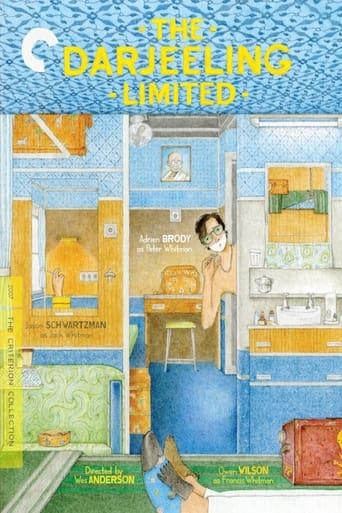 · THE ·
DARJEELING
· LIMITED ·
Adrien BRODY
as Peter Whitman
Jason SCHWARTZMAN
as Jack Whitman
2007
THE CRITERION COLLECTION
Directed by
Wes ANDERSON
Owen WILSON
as Francis Whitman